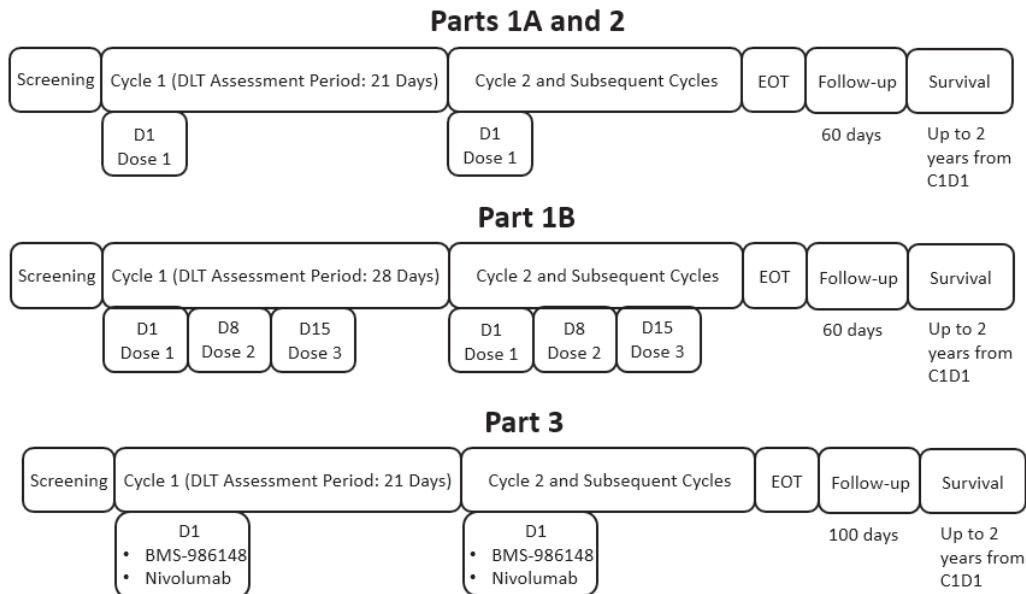 Parts 1A and 2
Screening
Cycle 1 (DLT Assessment Period: 21 Days)
Cycle 2 and Subsequent Cycles
EOT
Follow-up
Survival
D1
Dose 1
D1
Dose 1
60 days
Up to 2
years from
C1D1
Part 1B
Screening
Cycle 1 (DLT Assessment Period: 28 Days)
Cycle 2 and Subsequent Cycles
EOT
Follow-up
Survival
D1
Dose 1
D8
Dose 2
D15
Dose 3
D1
Dose 1
D8
Dose 2
D15
Dose 3
60 days
Up to 2
years from
C1D1
Part 3
Screening
Cycle 1 (DLT Assessment Period: 21 Days)
Cycle 2 and Subsequent Cycles
EOT
Follow-up
Survival
D1
• BMS-986148
• Nivolumab
D1
• BMS-986148
• Nivolumab
100 days
Up to 2
years from
C1D1